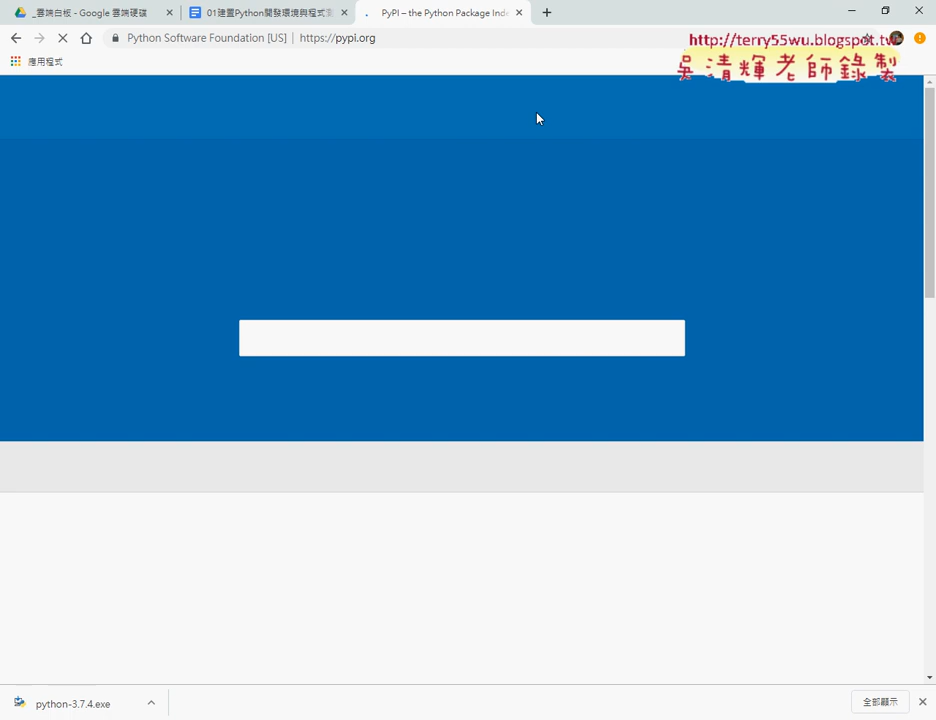 _雲端白板 - Google 雲端硬碟
01建置Python開發環境與程式
PyPI – the Python Package Inde
Python Software Foundation [US] | https://pypi.org
http://terry55wu.blogspot.tw
應用程式
吳清輝老師錄製
python-3.7.4.exe
全部顯示